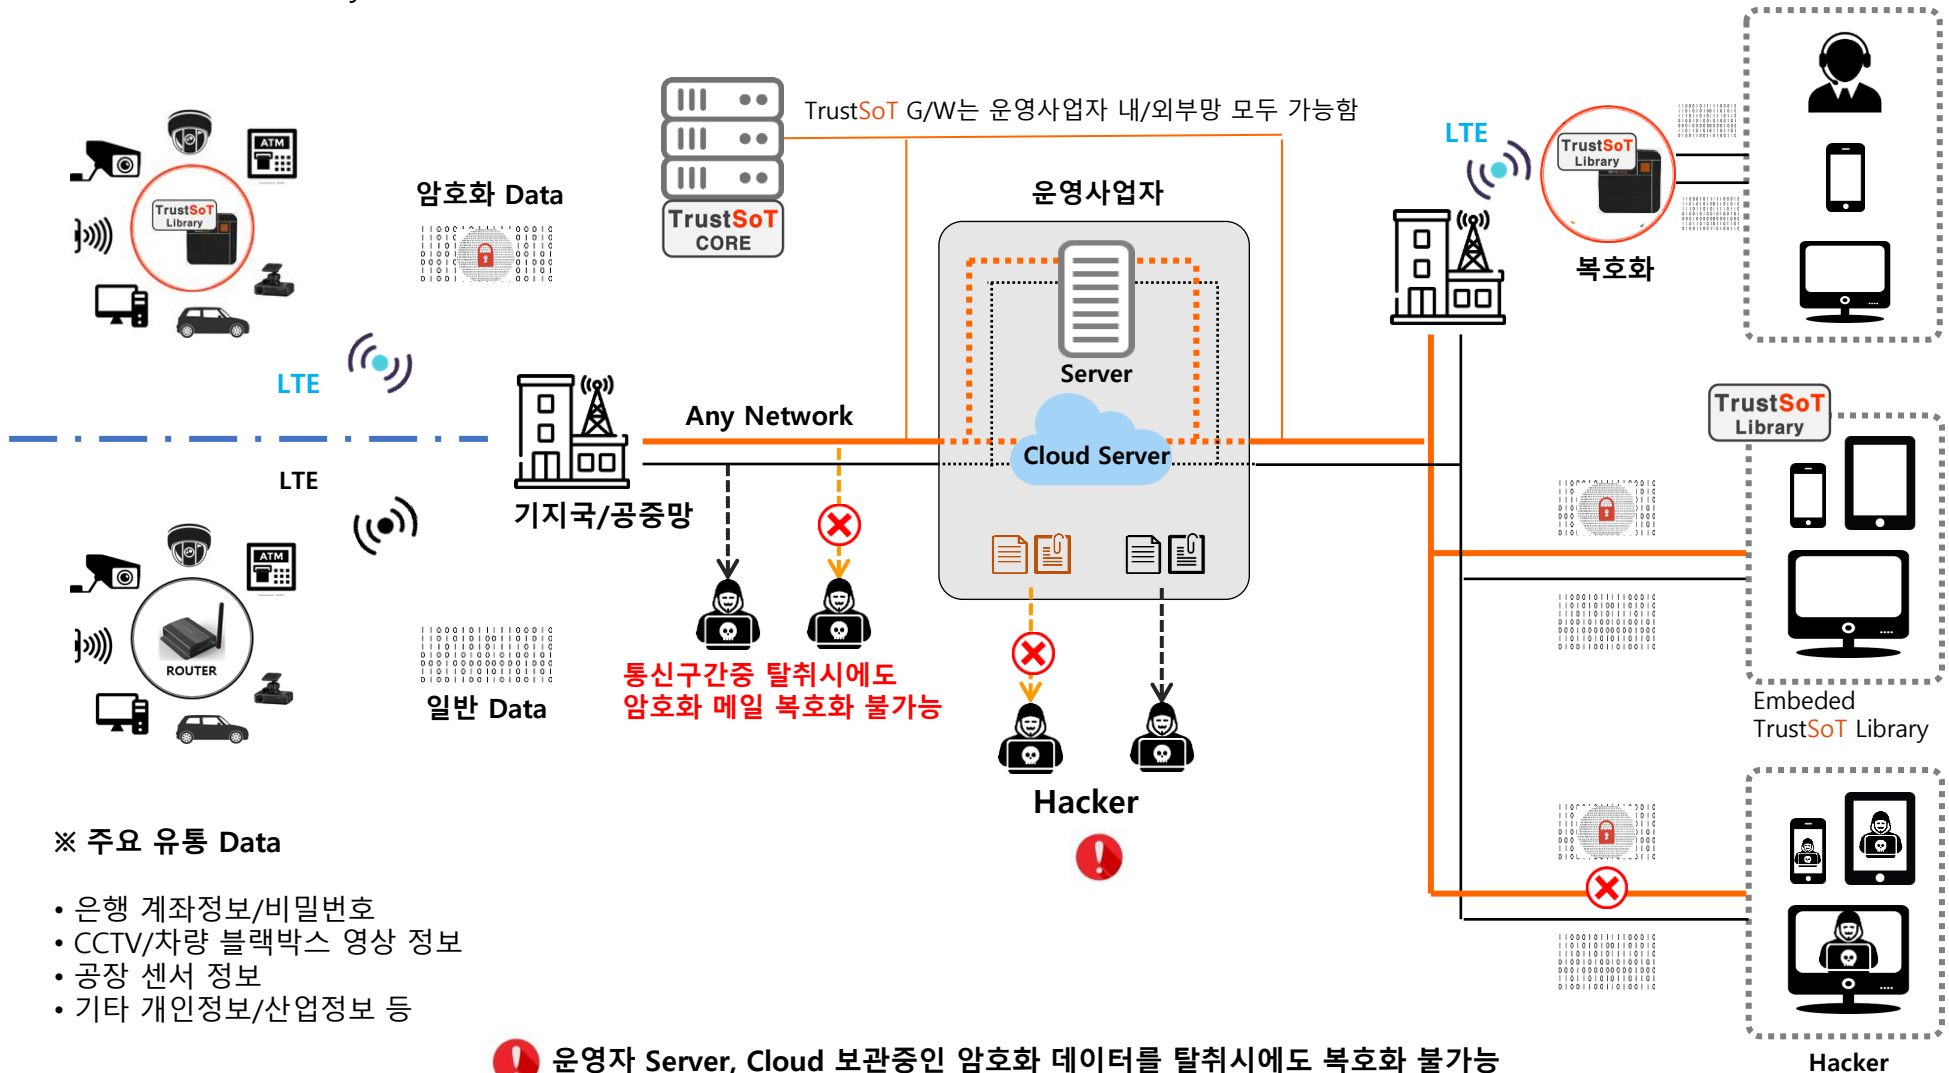 TrustSoT G/W는 운영사업자 내/외부망 모두 가능함
LTE
TrustSoT
Library
ATM
암호화 Data
운영사업자
TrustSoT
Library
TrustSoT
CORE
복호화
Server
LTE
Any Network
TrustSoT
Library
Cloud Server
LTE
기지국/공중망
ATM
ROUTER
통신구간중 탈취시에도
암호화 메일 복호화 불가능
일반 Data
Embeded
TrustSoT Library
Hacker
※ 주요 유통 Data
• 은행 계좌정보/비밀번호
• CCTV/차량 블랙박스 영상 정보
• 공장 센서 정보
• 기타 개인정보/산업정보 등
운영자 Server, Cloud 보관중인 암호화 데이터를 탈취시에도 복호화 불가능
Hacker